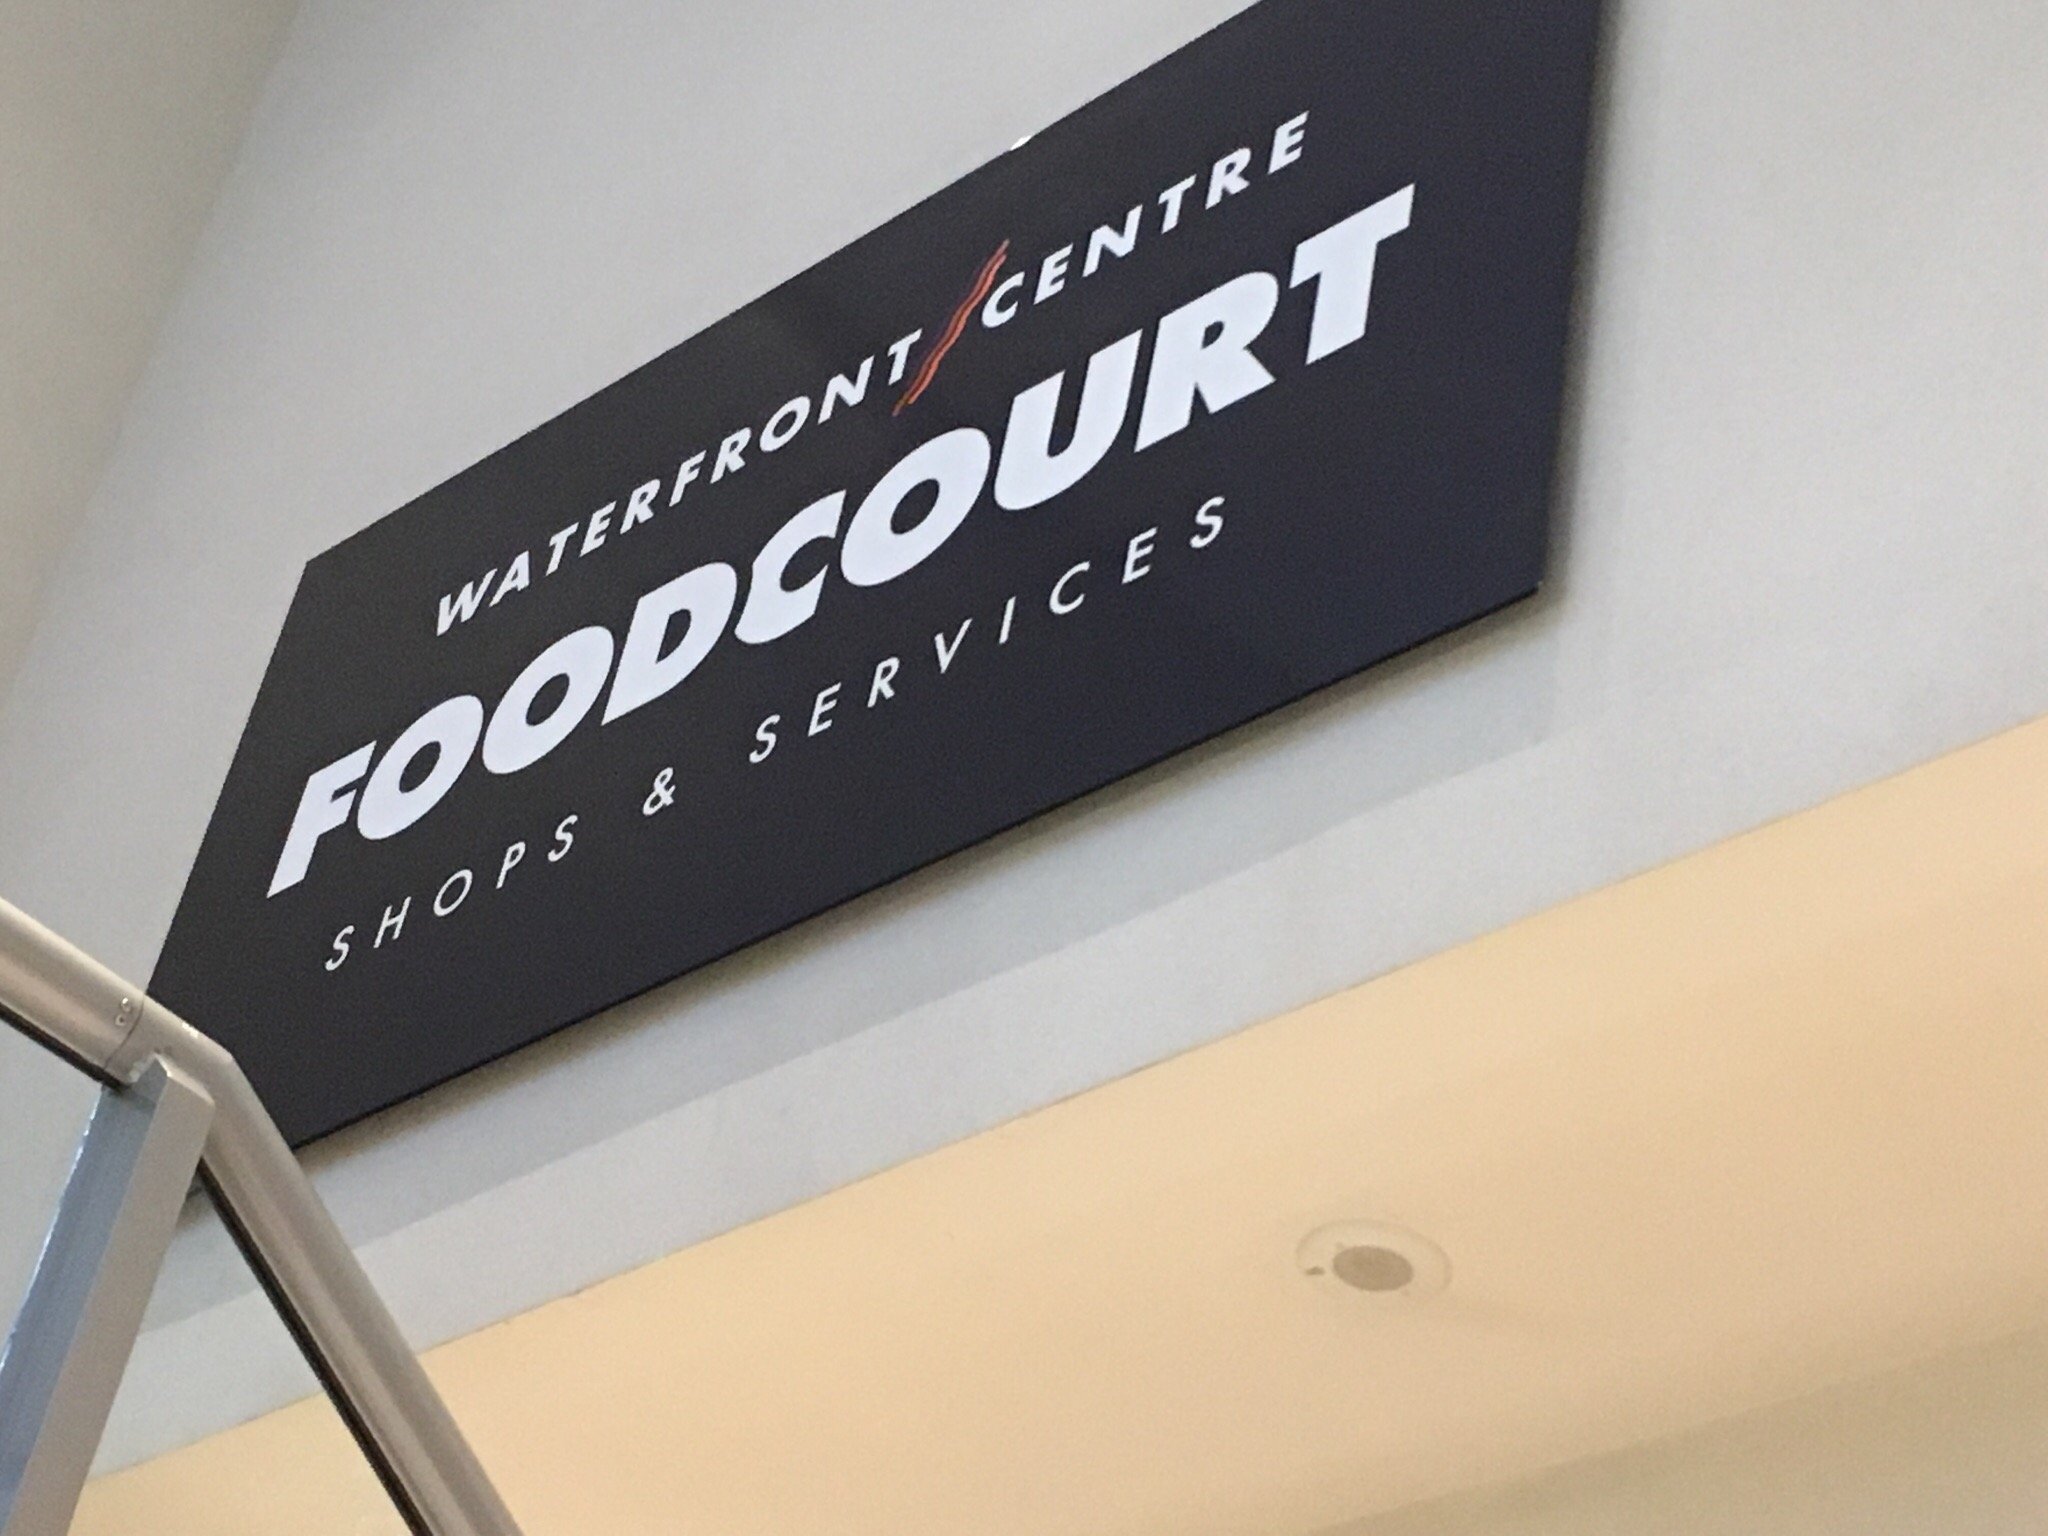 WATERFRONT CENTRE
FOODCOURT
SHOPS & SERVICES